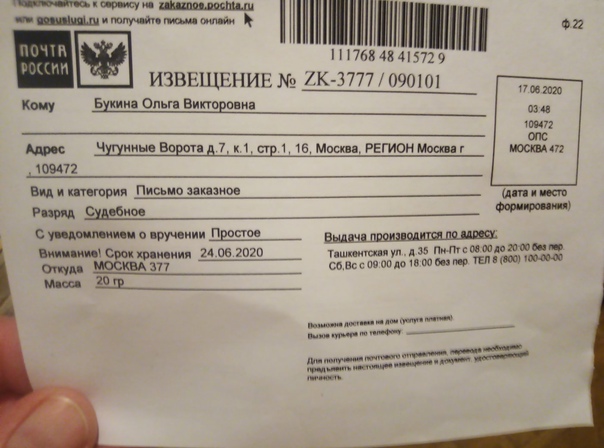 Подключайтесь к сервису на zakaznoe.pochta.ru
или gosuslugi.ru и получайте письма онлайн
ф.22
111768 48 41572 9
ПОЧТА
РОССИИ
ИЗВЕЩЕНИЕ № ZK-3777 / 090101
17.06.2020
03:48
109472
ОПС
МОСКВА 472
(дата и место
формирования)
Кому Букина Ольга Викторовна
Адрес Чугунные Ворота д.7, к.1, стр.1, 16, Москва, РЕГИОН Москва г
, 109472
Вид и категория Письмо заказное
Разряд Судебное
С уведомлением о вручении Простое
Внимание! Срок хранения 24.06.2020
Откуда МОСКВА 377
Масса 20 гр
Выдача производится по адресу:
Ташкентская ул., д.35 Пн-Пт с 08:00 до 20:00 без пер.
Сб,Вс с 09:00 до 18:00 без пер. ТЕЛ 8 (800) 100-00-00
Возможна доставка на дом (услуга платная)
Вызов курьера по телефону:
Для получения почтового отправления, перевода необходимо
предъявить настоящее извещение и документ, удостоверяющий
личность.